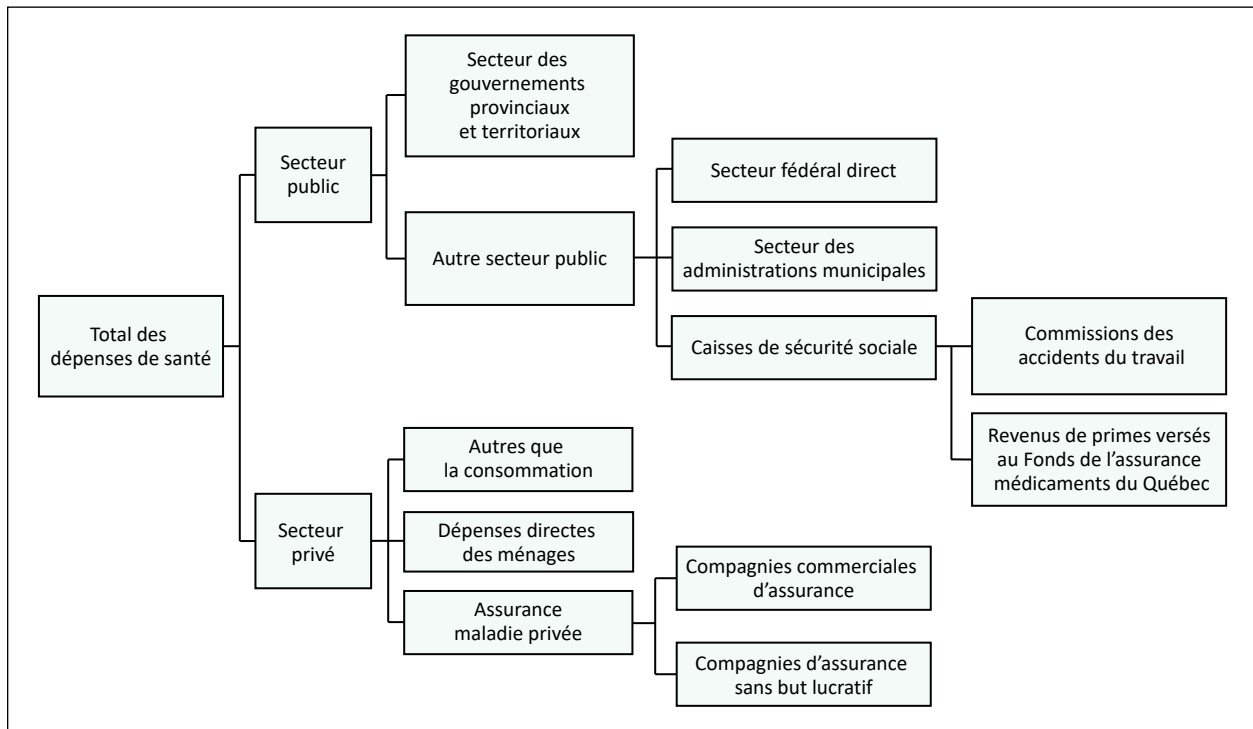 Total des
dépenses de santé
Secteur
public
Secteur des
gouvernements
provinciaux
et territoriaux
Autre secteur public
Secteur fédéral direct
Secteur des
administrations municipales
Caisses de sécurité sociale
Commissions des
accidents du travail
Revenus de primes versés
au Fonds de l’assurance
médicaments du Québec
Secteur
privé
Autres que
la consommation
Dépenses directes
des ménages
Assurance
maladie privée
Compagnies commerciales
d’assurance
Compagnies d’assurance
sans but lucratif